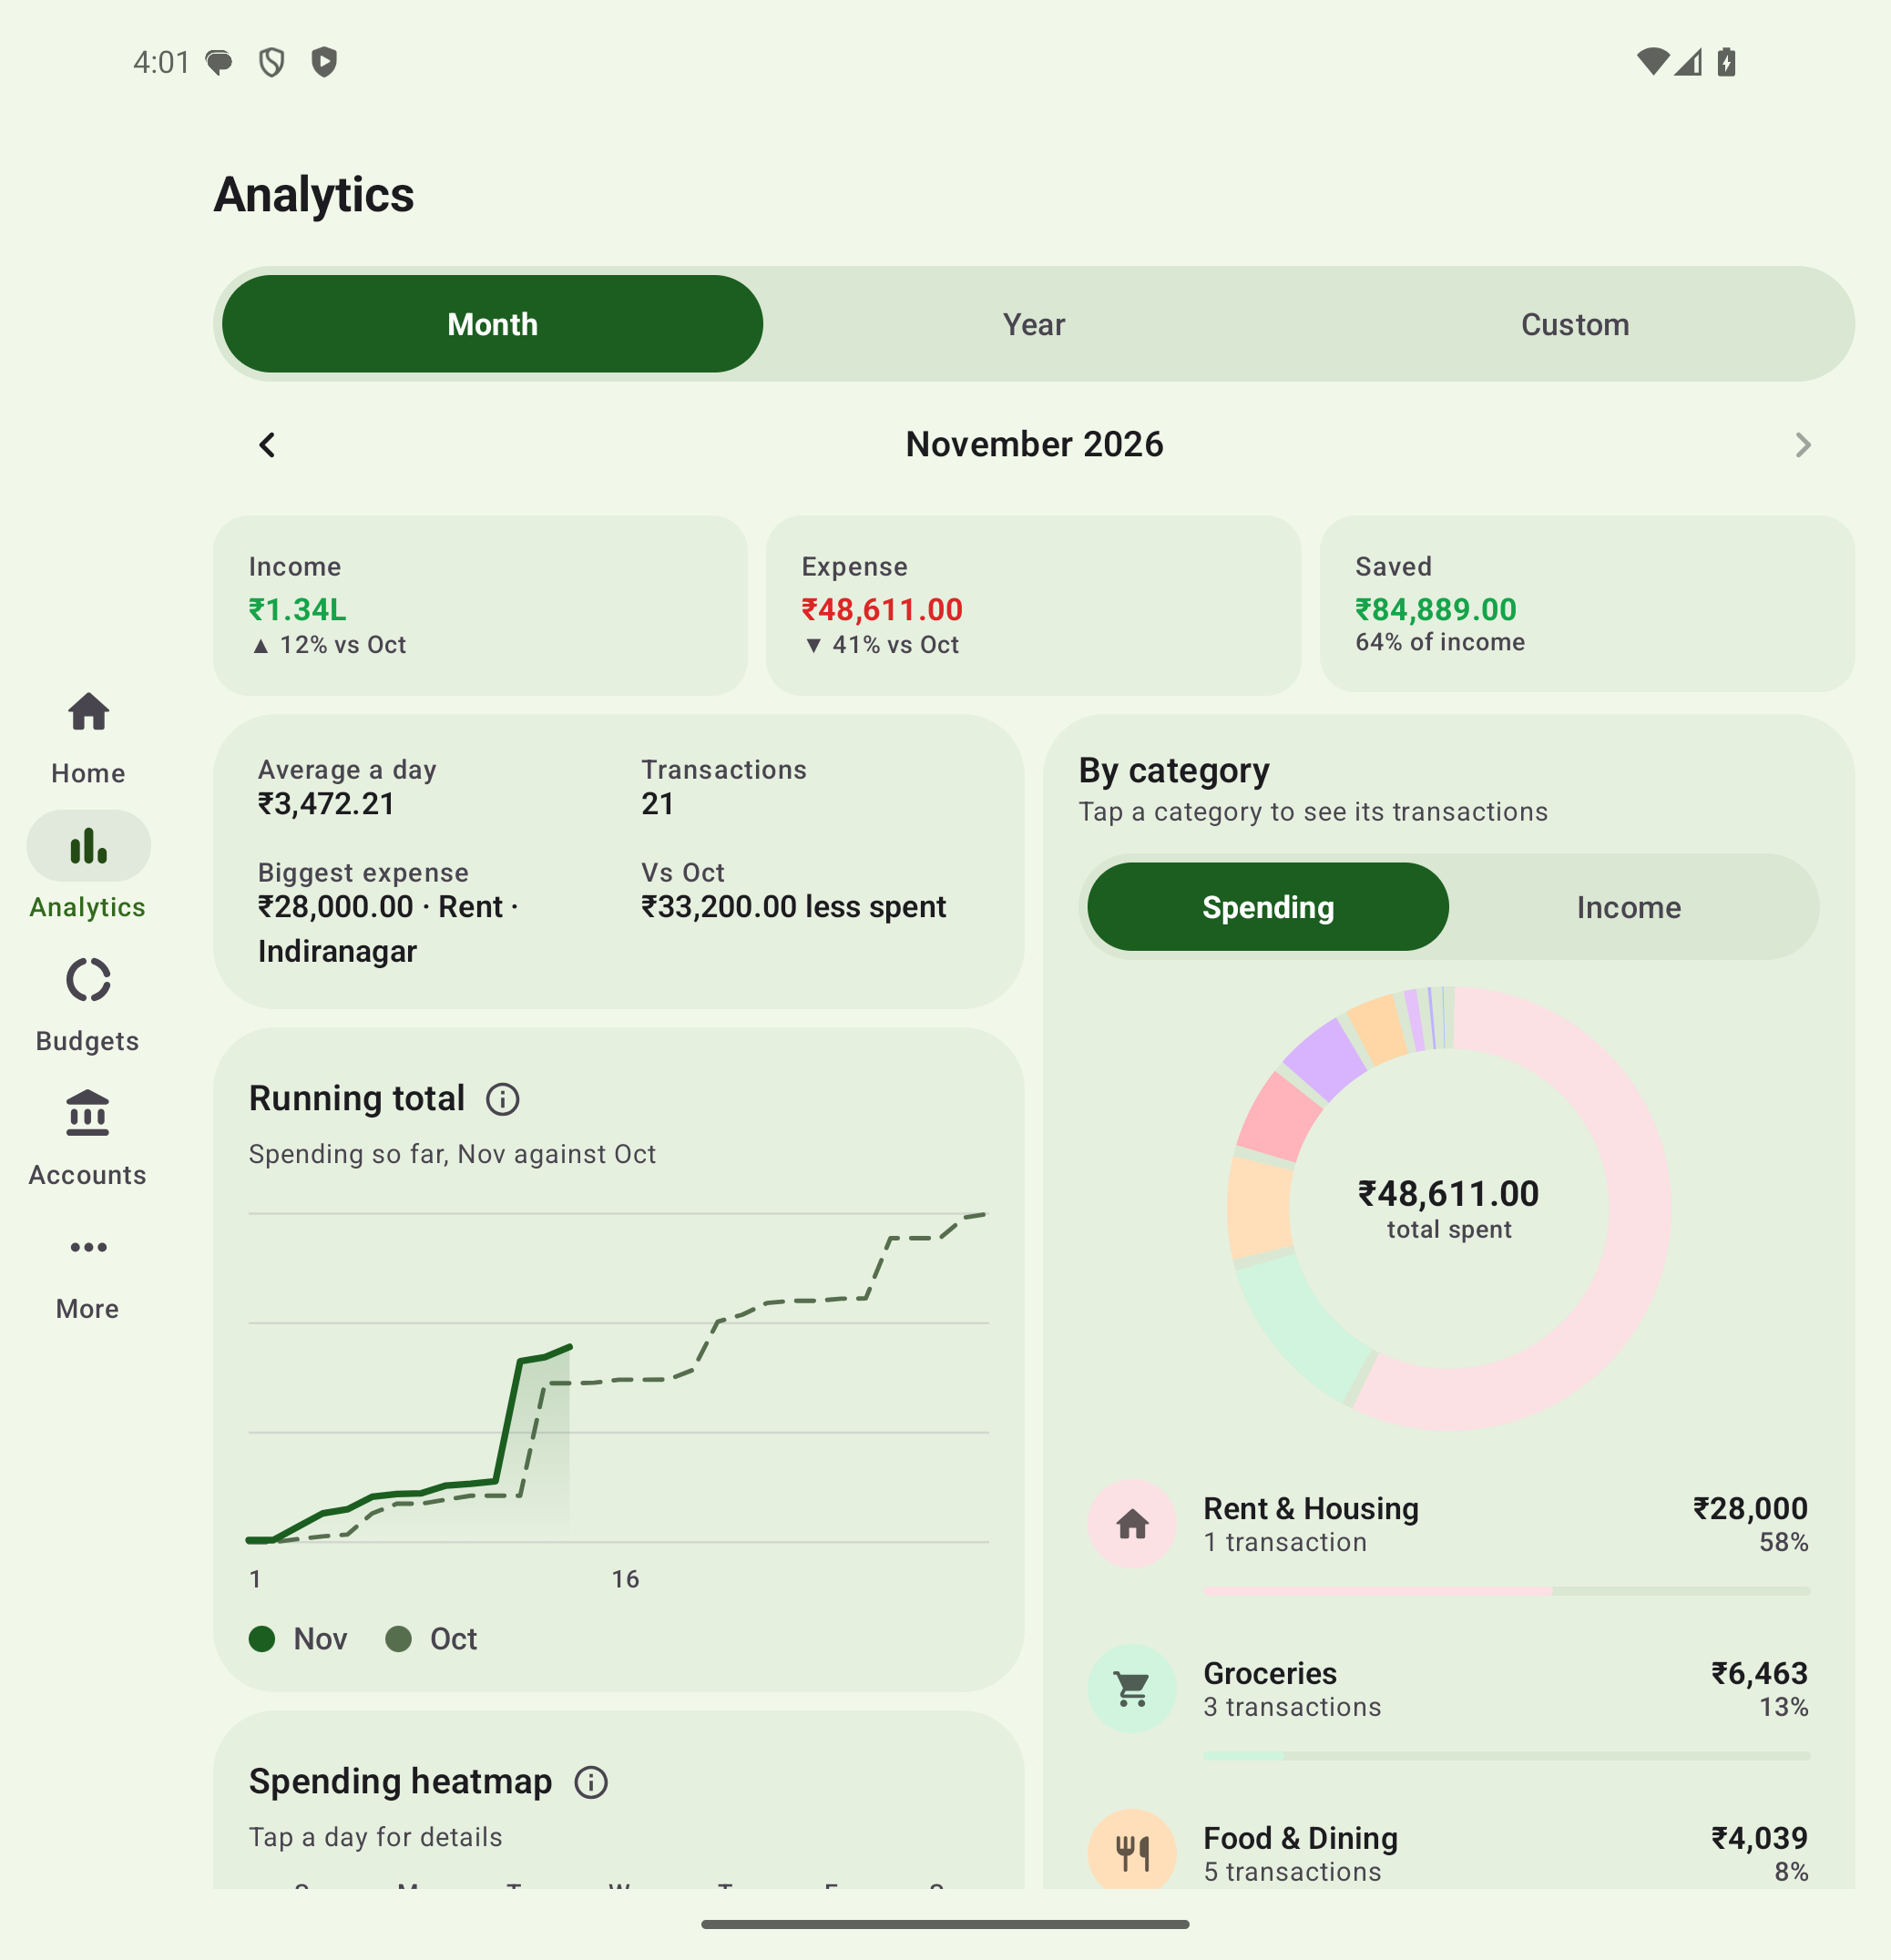 4:01
Analytics
Month
Year
Custom
November 2026
Income
₹1.34L
▲ 12% vs Oct
Expense
₹48,611.00
▼ 41% vs Oct
Saved
₹84,889.00
64% of income
Home
Analytics
Budgets
Accounts
More
Average a day
₹3,472.21
Transactions
21
Biggest expense
₹28,000.00 · Rent ·
Indiranagar
Vs Oct
₹33,200.00 less spent
Running total
Spending so far, Nov against Oct
1
16
Nov
Oct
Spending heatmap
Tap a day for details
By category
Tap a category to see its transactions
Spending
Income
₹48,611.00
total spent
Rent & Housing
₹28,000
1 transaction
58%
Groceries
₹6,463
3 transactions
13%
Food & Dining
₹4,039
5 transactions
8%